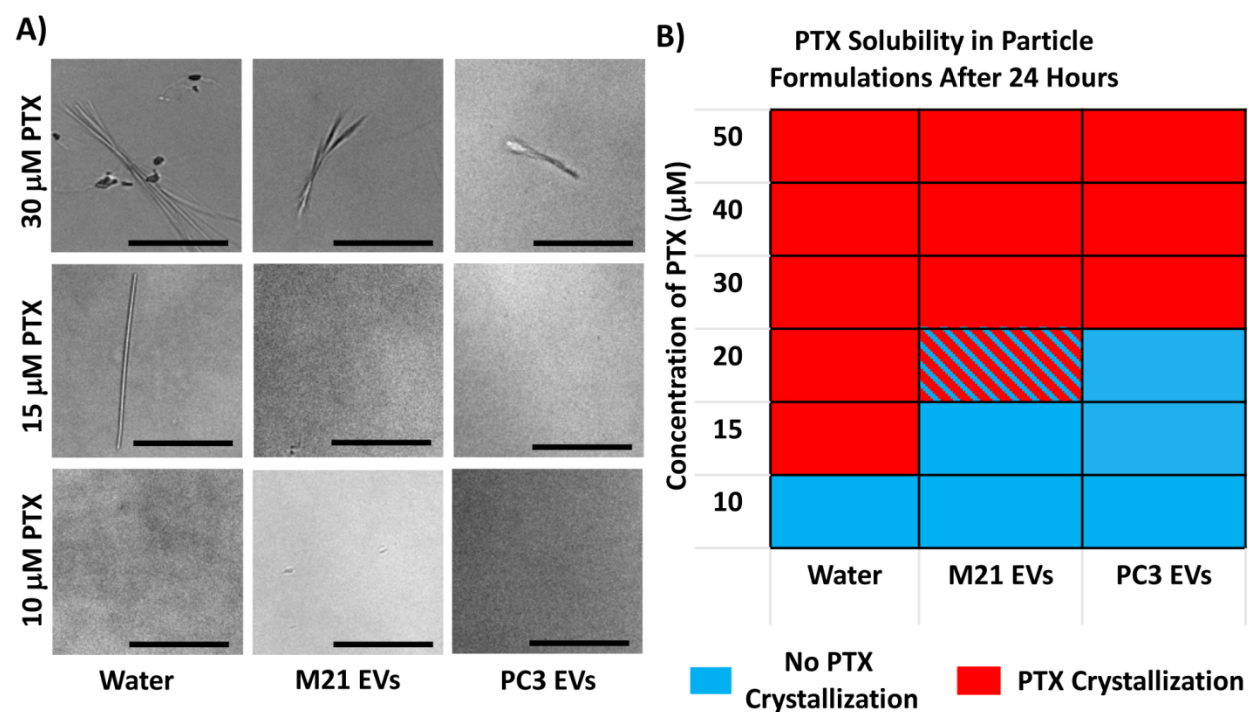 A)
30 μM PTX
15 μM PTX
10 μM PTX
Water
M21 EVs
PC3 EVs
B)
PTX Solubility in Particle
Formulations After 24 Hours
Concentration of PTX (μM)
50
40
30
20
15
10
Water
M21 EVs
PC3 EVs
No PTX
Crystallization
PTX Crystallization